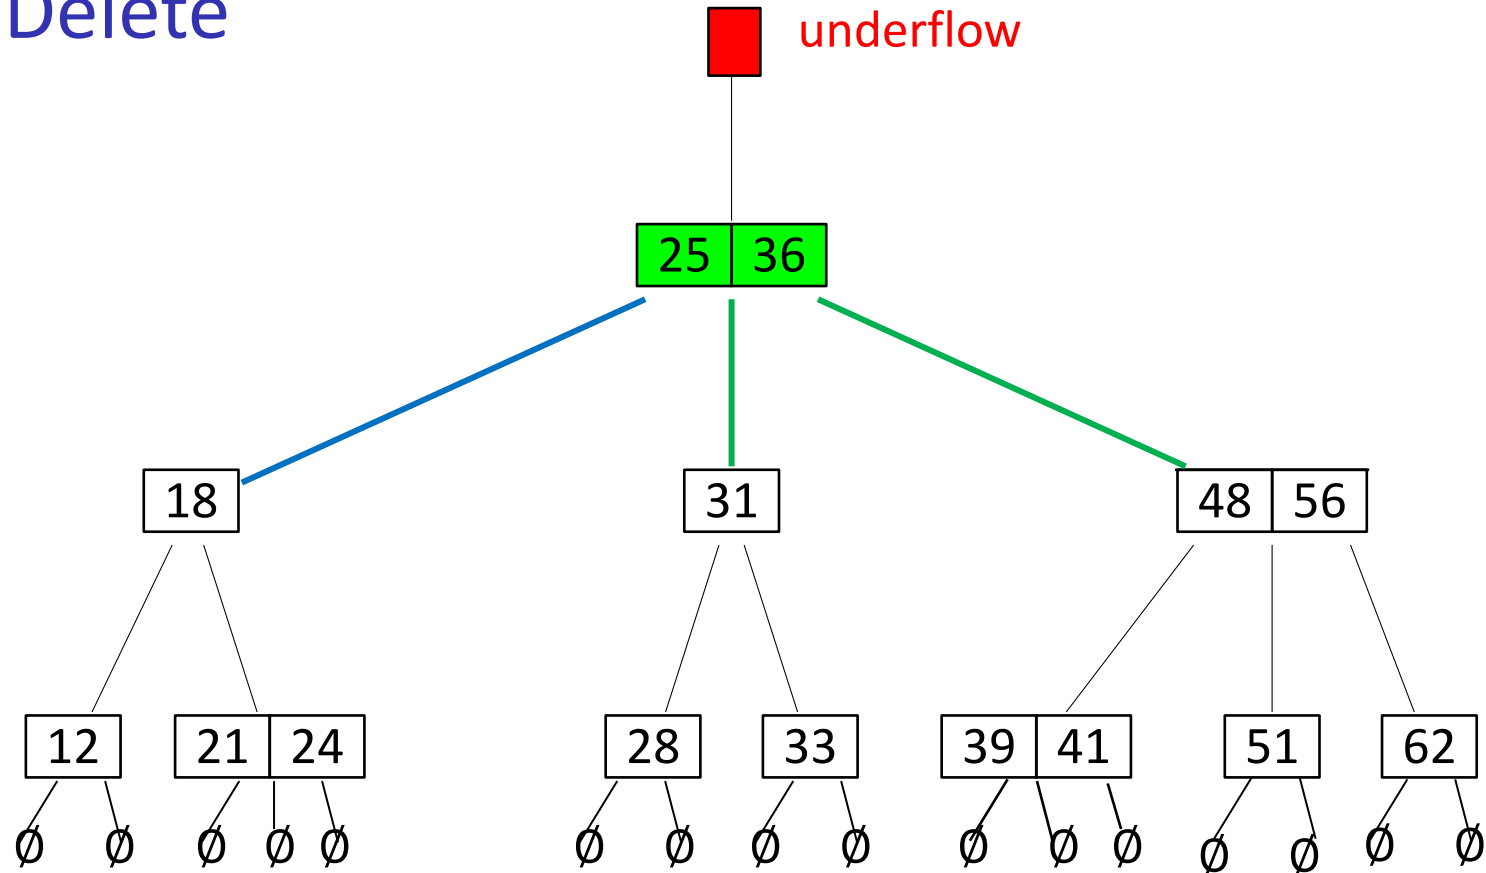 Delete
underflow
25 36
18 31 48 56
12 21 24 28 33 39 41 51 62
Ø Ø Ø Ø Ø Ø Ø Ø Ø Ø Ø Ø Ø Ø Ø Ø